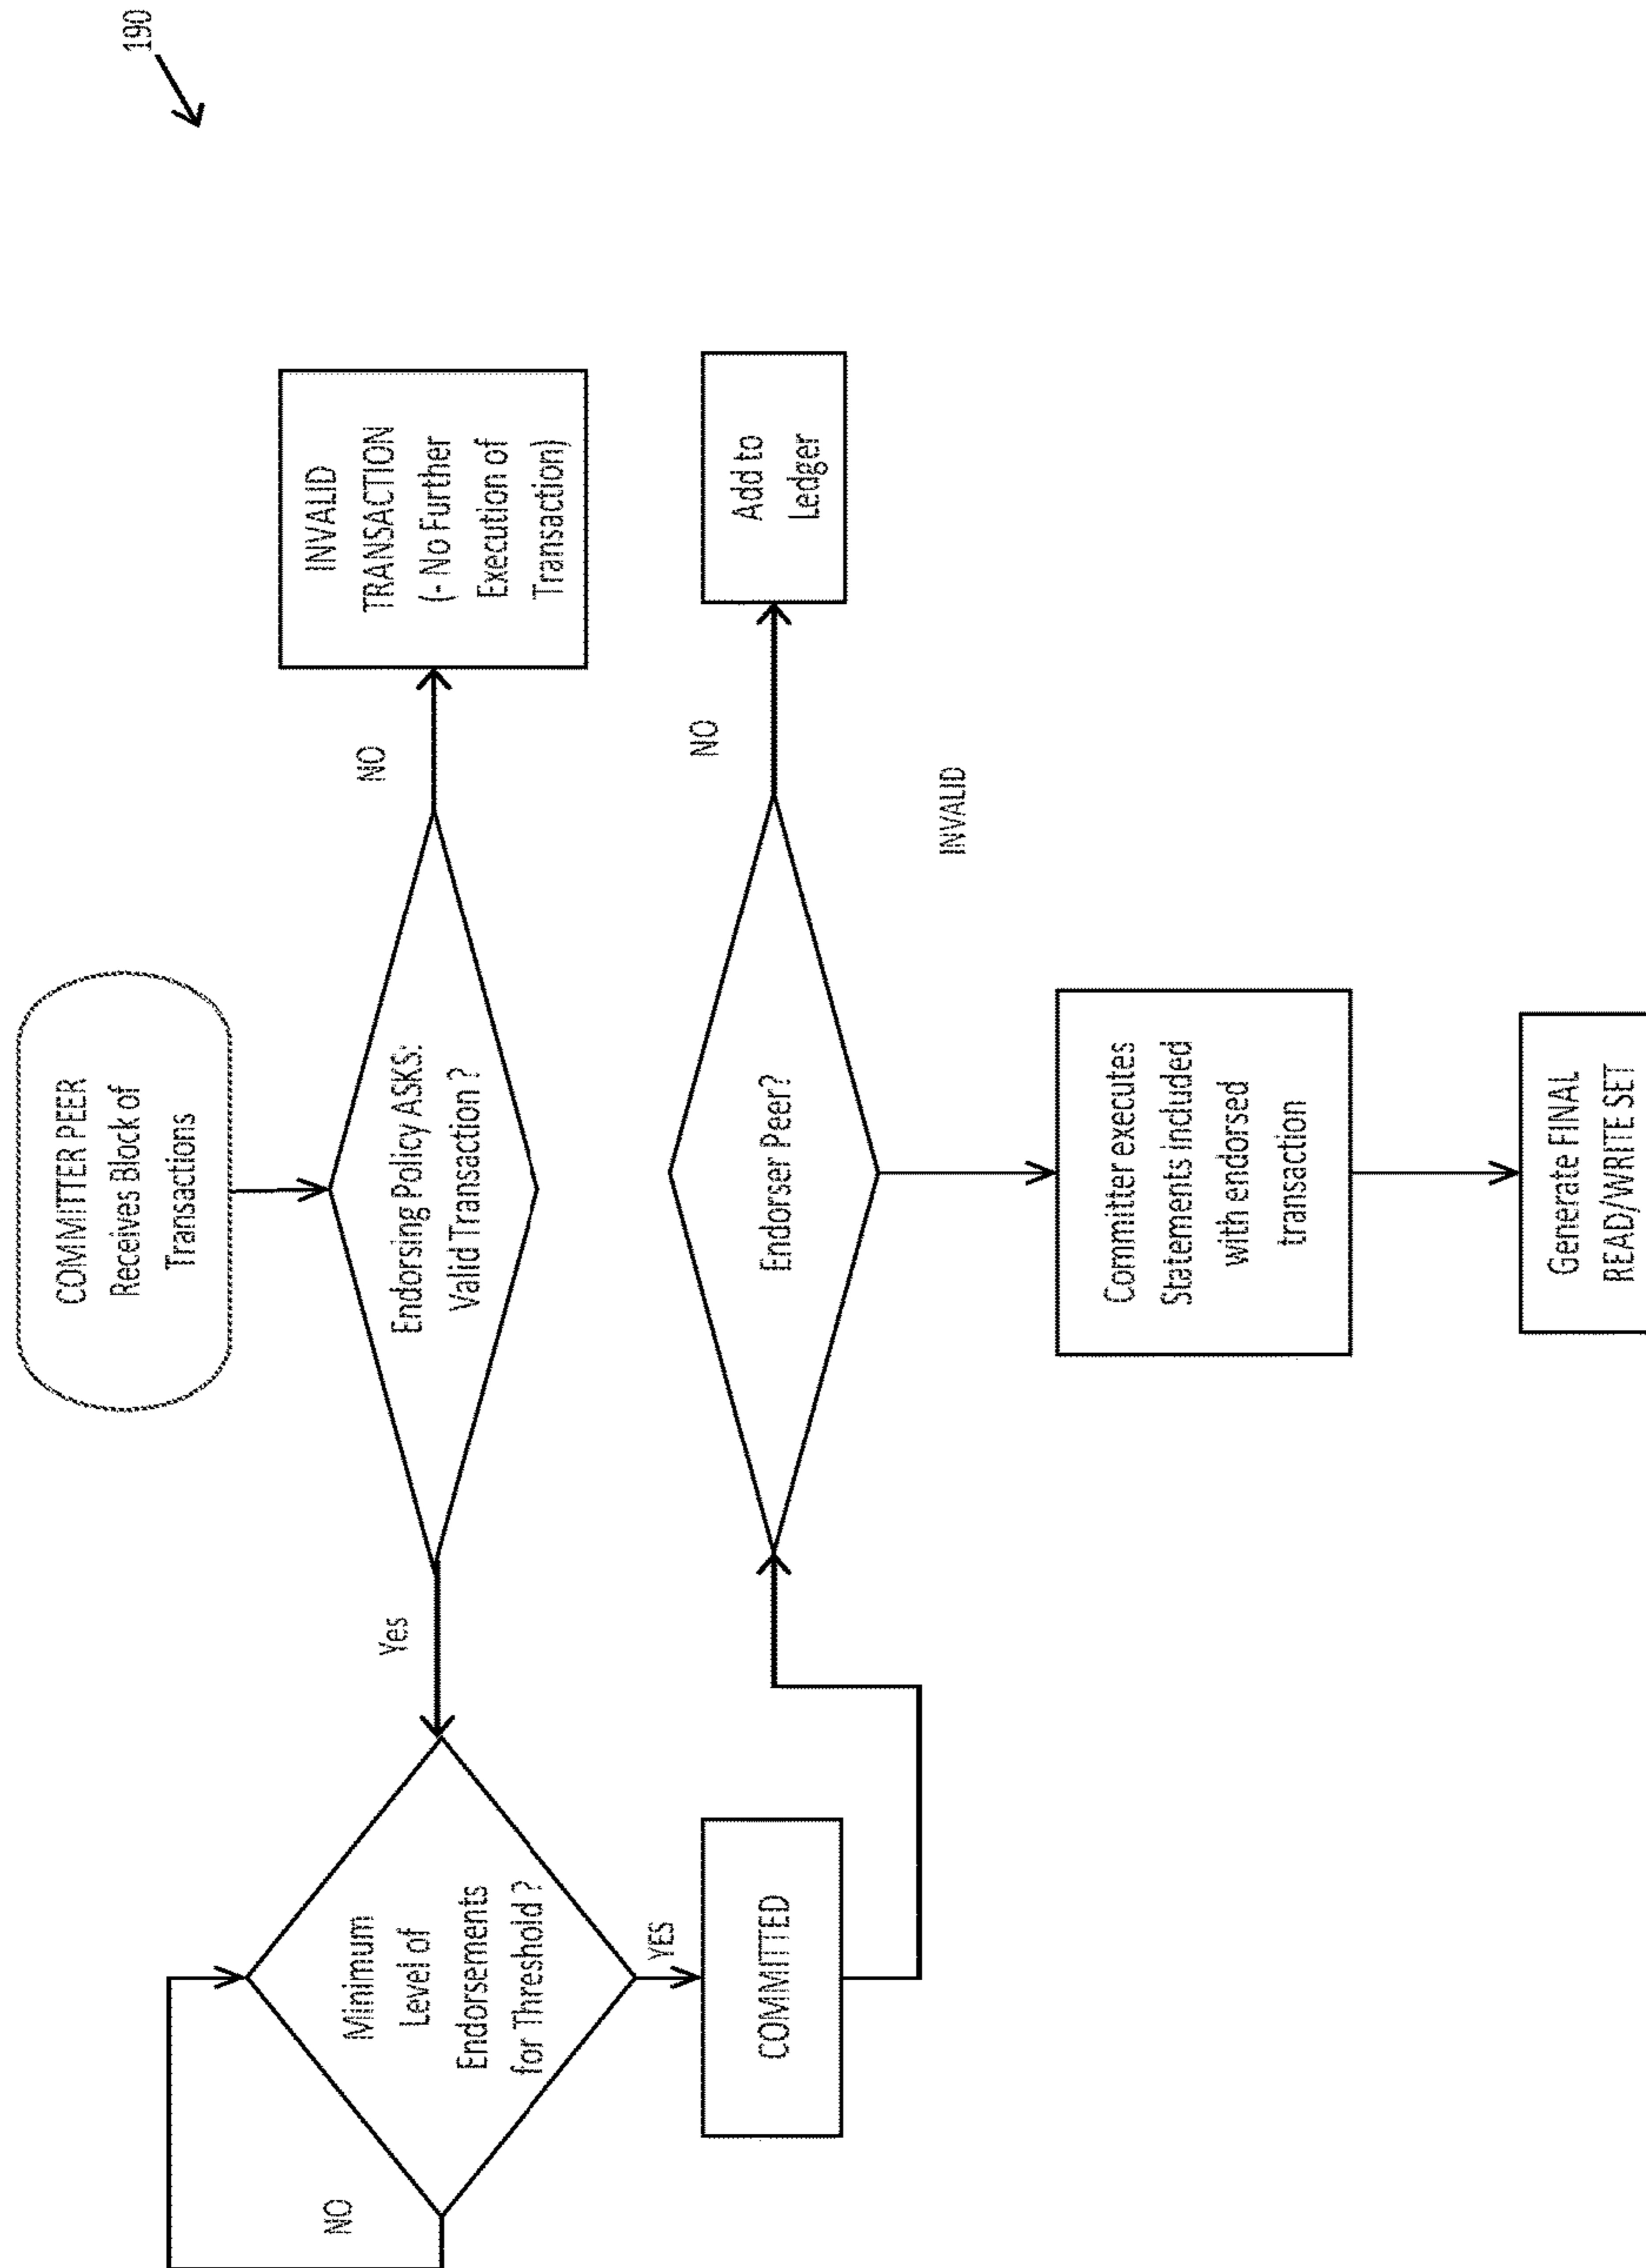 190
COMMITTER PEER
Receives Block of
Transactions
Endorsing Policy ASKS:
Valid Transaction ?
NO
INVALID
TRANSACTION
(- No Further
Execution of
Transaction)
Yes
Minimum
Level of
Endorsements
for Threshold ?
NO
YES
COMMITTED
Endorser Peer?
NO
Add to
Ledger
INVALID
Committer executes
Statements included
with endorsed
transaction
Generate FINAL
READ/WRITE SET